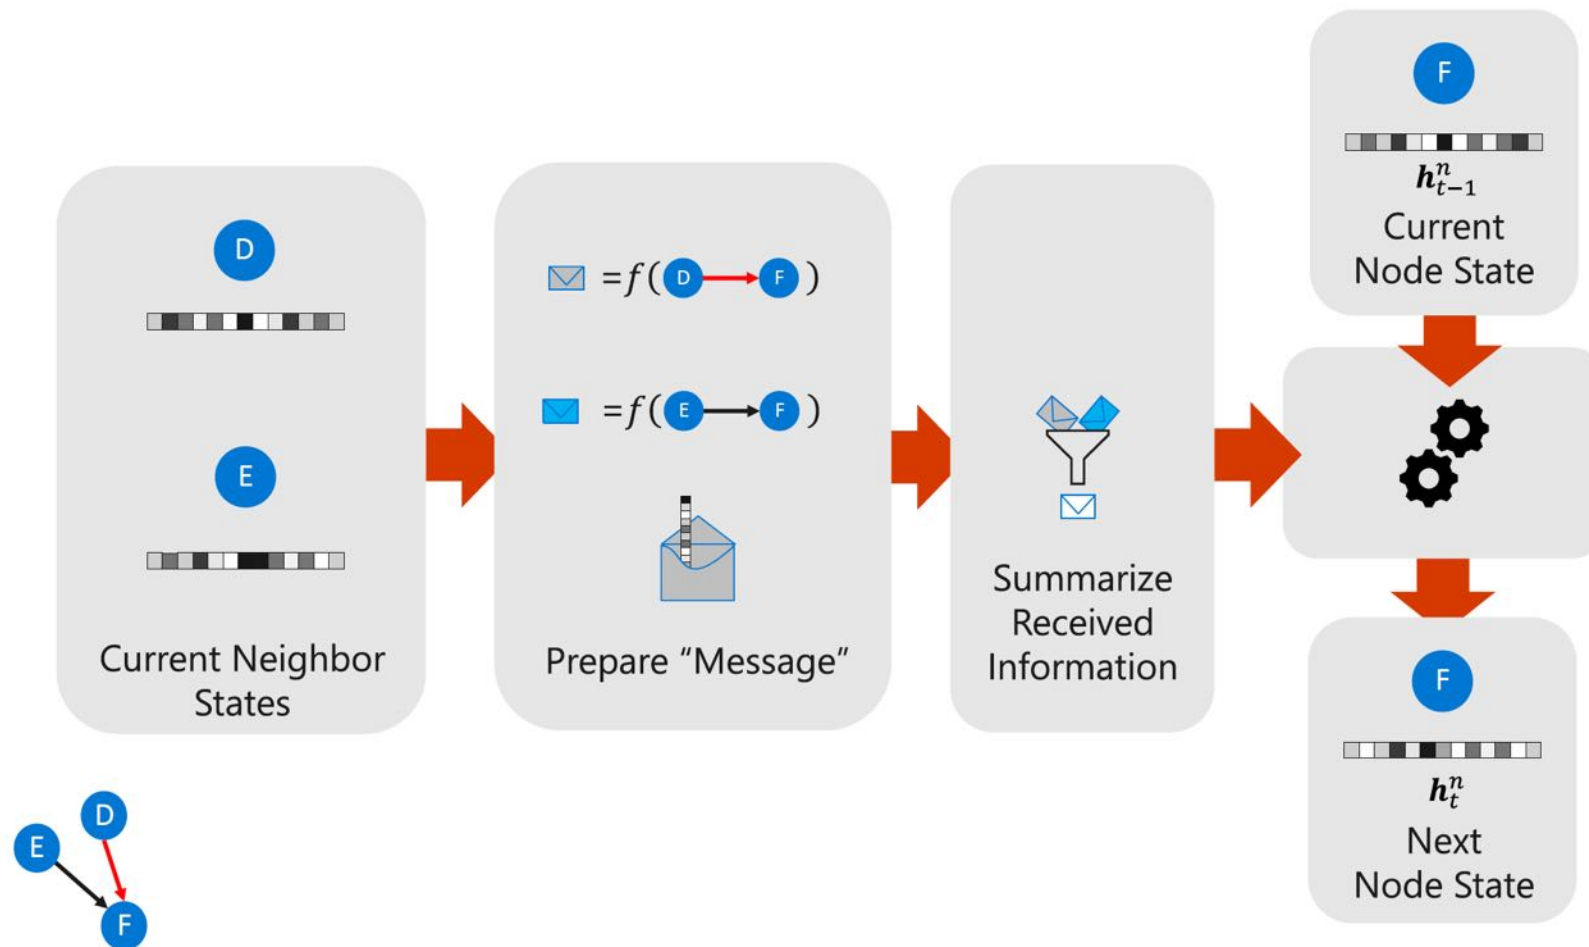 D
E
Current Neighbor
States
= f( D F )
= f( E F )
Prepare “Message”
Summarize
Received
Information
F
h^n_{t-1}
Current
Node State
F
h^n_t
Next
Node State
D
E
F